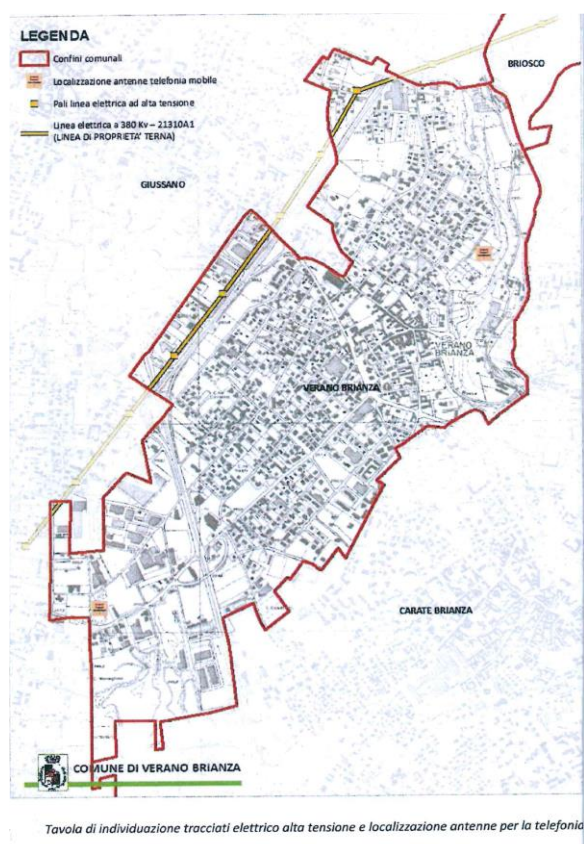 LEGENDA
Confini comunali
Localizzazione antenne telefonia mobile
Pali linea elettrica ad alta tensione
Linea elettrica a 380 Kv – 21310A1
(LINEA DI PROPRIETA' TERNA)
BRIOSCO
GIUSSANO
VERANO
BRIANZA
VERANO BRIANZA
CARATE BRIANZA
COMUNE DI VERANO BRIANZA
Tavola di individuazione tracciati elettrico alta tensione e localizzazione antenne per la telefonia